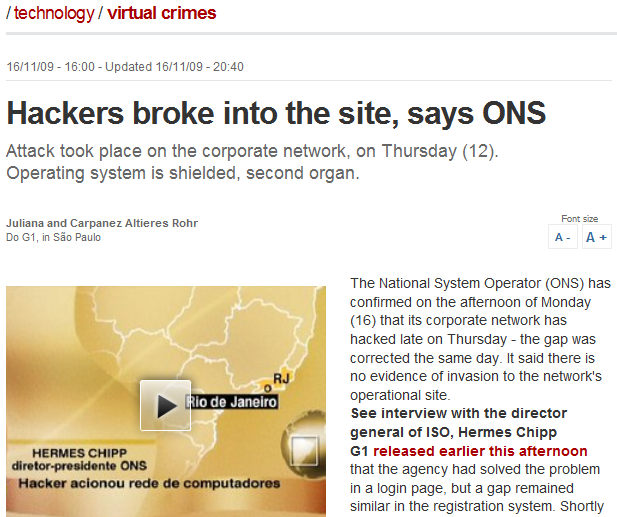 / technology / virtual crimes
16/11/09 - 16:00 - Updated 16/11/09 - 20:40
Hackers broke into the site, says ONS
Attack took place on the corporate network, on Thursday (12).
Operating system is shielded, second organ.
Juliana and Carpanez Altieres Rohr
Do G1, in São Paulo
Font size
A - A +
RJ
Rio de Janeiro
HERMES CHIPP
diretor-presidente ONS
Hacker acionou rede de computadores
The National System Operator (ONS) has
confirmed on the afternoon of Monday
(16) that its corporate network has
hacked late on Thursday - the gap was
corrected the same day. It said there is
no evidence of invasion to the network's
operational site.
See interview with the director
general of ISO, Hermes Chipp
G1 released earlier this afternoon
that the agency had solved the problem
in a login page, but a gap remained
similar in the registration system. Shortly